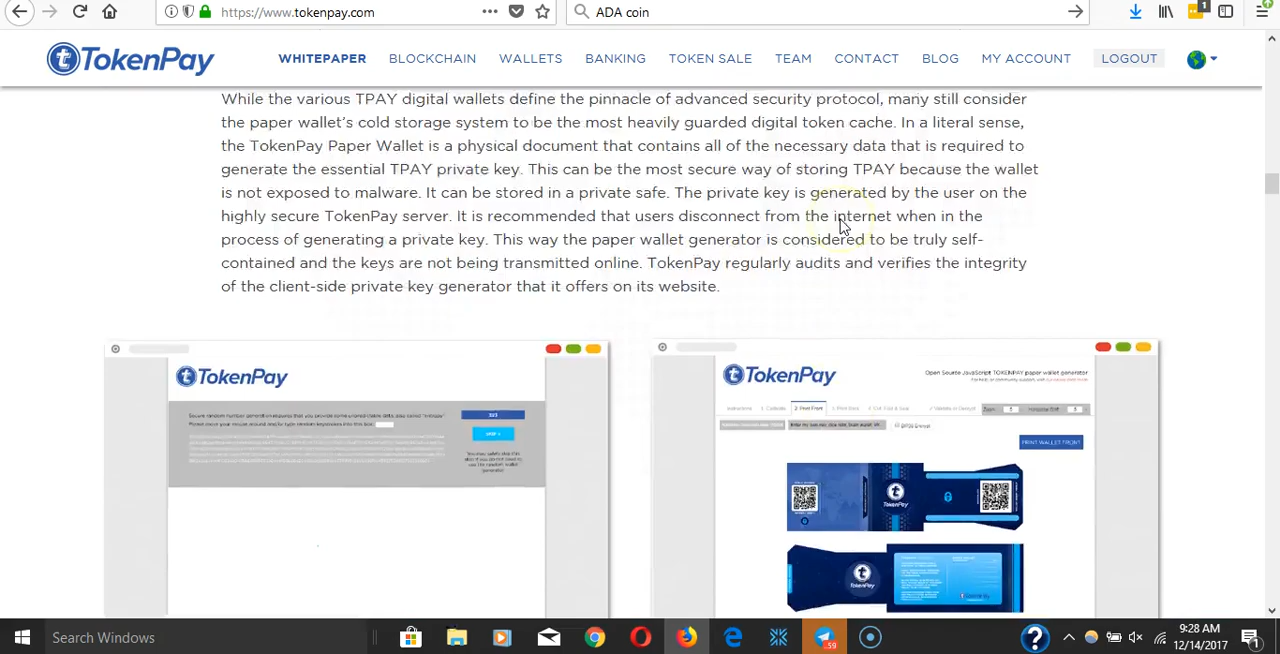 https://www.tokenpay.com
ADA coin
1
TokenPay
WHITEPAPER BLOCKCHAIN WALLETS BANKING TOKEN SALE TEAM CONTACT BLOG MY ACCOUNT LOGOUT
While the various TPAY digital wallets define the pinnacle of advanced security protocol, many still consider
the paper wallet's cold storage system to be the most heavily guarded digital token cache. In a literal sense,
the TokenPay Paper Wallet is a physical document that contains all of the necessary data that is required to
generate the essential TPAY private key. This can be the most secure way of storing TPAY because the wallet
is not exposed to malware. It can be stored in a private safe. The private key is generated by the user on the
highly secure TokenPay server. It is recommended that users disconnect from the internet when in the
process of generating a private key. This way the paper wallet generator is considered to be truly self-
contained and the keys are not being transmitted online. TokenPay regularly audits and verifies the integrity
of the client-side private key generator that it offers on its website.
TokenPay
TokenPay
Open Source JavaScript TOKENPAY paper wallet generator
PRINT WALLET FRONT
TokenPay
TokenPay
Search Windows
59
9:28 AM
12/14/2017
1